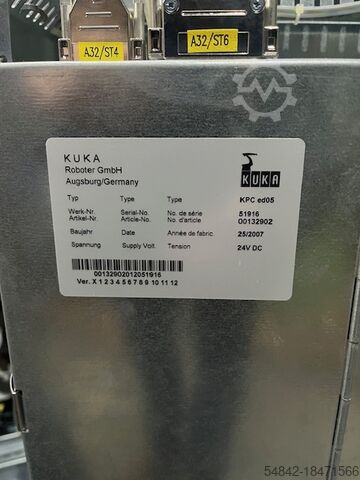 A32/ST4
A32/ST6
KUKA
Roboter GmbH
Augsburg/Germany
KUKA
Typ Type Type KPC ed05
Werk-Nr. Serial-No. No. de série 51916
Artikel-Nr. Article-No. No. d'article 00132902
Baujahr Date Année de fabric. 25/2007
Spannung Supply Volt. Tension 24V DC
00132902012051916
Ver. X 1 2 3 4 5 6 7 8 9 10 11 12
54842-18471566